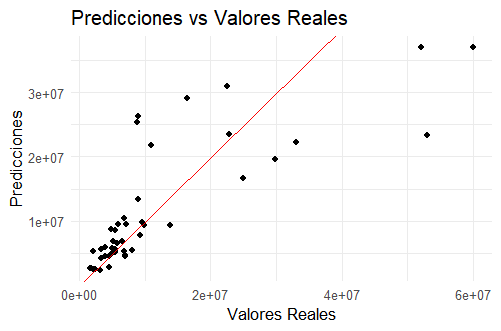 Predicciones vs Valores Reales
Predicciones
3e+07
2e+07
1e+07
0e+00 2e+07 4e+07 6e+07
Valores Reales